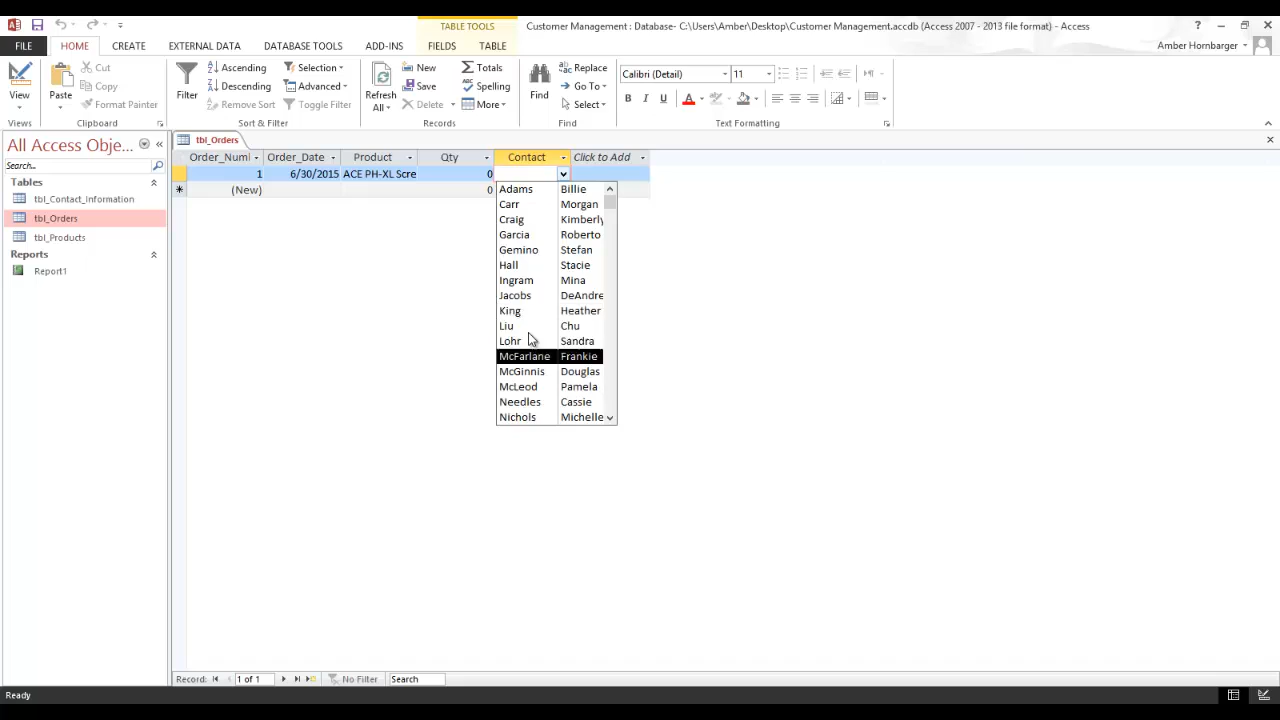 TABLE TOOLS
Customer Management : Database- C:\Users\Amber\Desktop\Customer Management.accdb (Access 2007 - 2013 file format) - Access
FILE HOME CREATE EXTERNAL DATA DATABASE TOOLS ADD-INS FIELDS TABLE Amber Hornbarger
View
Views
Paste
Cut
Copy
Format Painter
Clipboard
Filter
Ascending
Descending
Remove Sort
Selection
Advanced
Toggle Filter
Sort & Filter
Refresh
All
New
Save
Delete
Totals
Spelling
More
Records
Find
Replace
Go To
Select
Find
Calibri (Detail) 11
B I U A
Text Formatting
All Access Obje...
Search...
Tables
tbl_Contact_Information
tbl_Orders
tbl_Products
Reports
Report1
tbl_Orders
Order_Numl Order_Date Product Qty Contact Click to Add
1 6/30/2015 ACE PH-XL Scre 0
(New) 0
Adams Billie
Carr Morgan
Craig Kimberly
Garcia Roberto
Gemino Stefan
Hall Stacie
Ingram Mina
Jacobs DeAndre
King Heather
Liu Chu
Lohr Sandra
McFarlane Frankie
McGinnis Douglas
McLeod Pamela
Needles Cassie
Nichols Michelle
Record: 1 of 1 No Filter Search
Ready